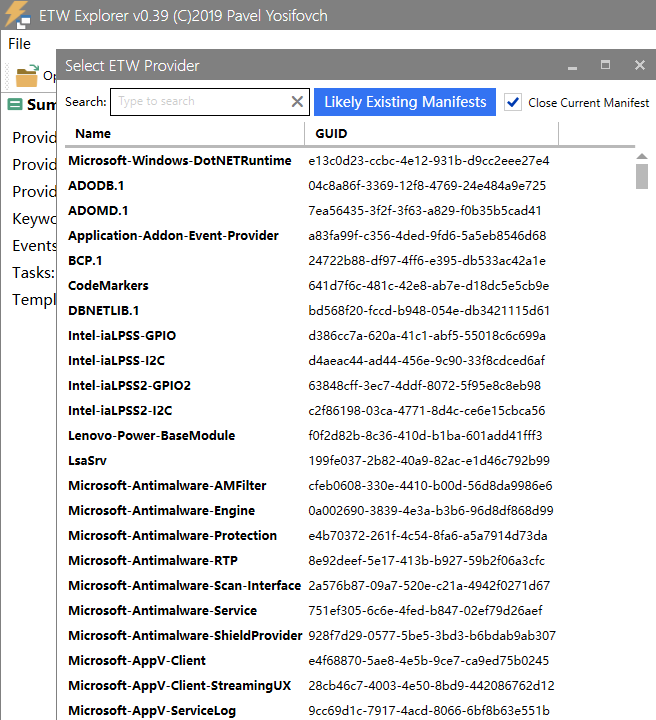 ETW Explorer v0.39 (C)2019 Pavel Yosifovch
File
Select ETW Provider
Search: Type to search Likely Existing Manifests Close Current Manifest
Sum
Provid
Provid
Provid
Keywo
Events
Tasks:
Templ
Name GUID
Microsoft-Windows-DotNETRuntime e13c0d23-ccbc-4e12-931b-d9cc2eee27e4
ADODB.1 04c8a86f-3369-12f8-4769-24e484a9e725
ADOMD.1 7ea56435-3f2f-3f63-a829-f0b35b5cad41
Application-Addon-Event-Provider a83fa99f-c356-4ded-9fd6-5a5eb8546d68
BCP.1 24722b88-df97-4ff6-e395-db533ac42a1e
CodeMarkers 641d7f6c-481c-42e8-ab7e-d18dc5e5cb9e
DBNETLIB.1 bd568f20-fccd-b948-054e-db3421115d61
Intel-iaLPSS-GPIO d386cc7a-620a-41c1-abf5-55018c6c699a
Intel-iaLPSS-I2C d4aeac44-ad44-456e-9c90-33f8cdced6af
Intel-iaLPSS2-GPIO2 63848cff-3ec7-4ddf-8072-5f95e8c8eb98
Intel-iaLPSS2-I2C c2f86198-03ca-4771-8d4c-ce6e15cbca56
Lenovo-Power-BaseModule f0f2d82b-8c36-410d-b1ba-601add41fff3
LsaSrv 199fe037-2b82-40a9-82ac-e1d46c792b99
Microsoft-Antimalware-AMFilter cfeb0608-330e-4410-b00d-56d8da9986e6
Microsoft-Antimalware-Engine 0a002690-3839-4e3a-b3b6-96d8df868d99
Microsoft-Antimalware-Protection e4b70372-261f-4c54-8fa6-a5a7914d73da
Microsoft-Antimalware-RTP 8e92deef-5e17-413b-b927-59b2f06a3cfc
Microsoft-Antimalware-Scan-Interface 2a576b87-09a7-520e-c21a-4942f0271d67
Microsoft-Antimalware-Service 751ef305-6c6e-4fed-b847-02ef79d26aef
Microsoft-Antimalware-ShieldProvider 928f7d29-0577-5be5-3bd3-b6bdab9ab307
Microsoft-AppV-Client e4f68870-5ae8-4e5b-9ce7-ca9ed75b0245
Microsoft-AppV-Client-StreamingUX 28cb46c7-4003-4e50-8bd9-442086762d12
Microsoft-AppV-ServiceLog 9cc69d1c-7917-4acd-8066-6bf8b63e551b